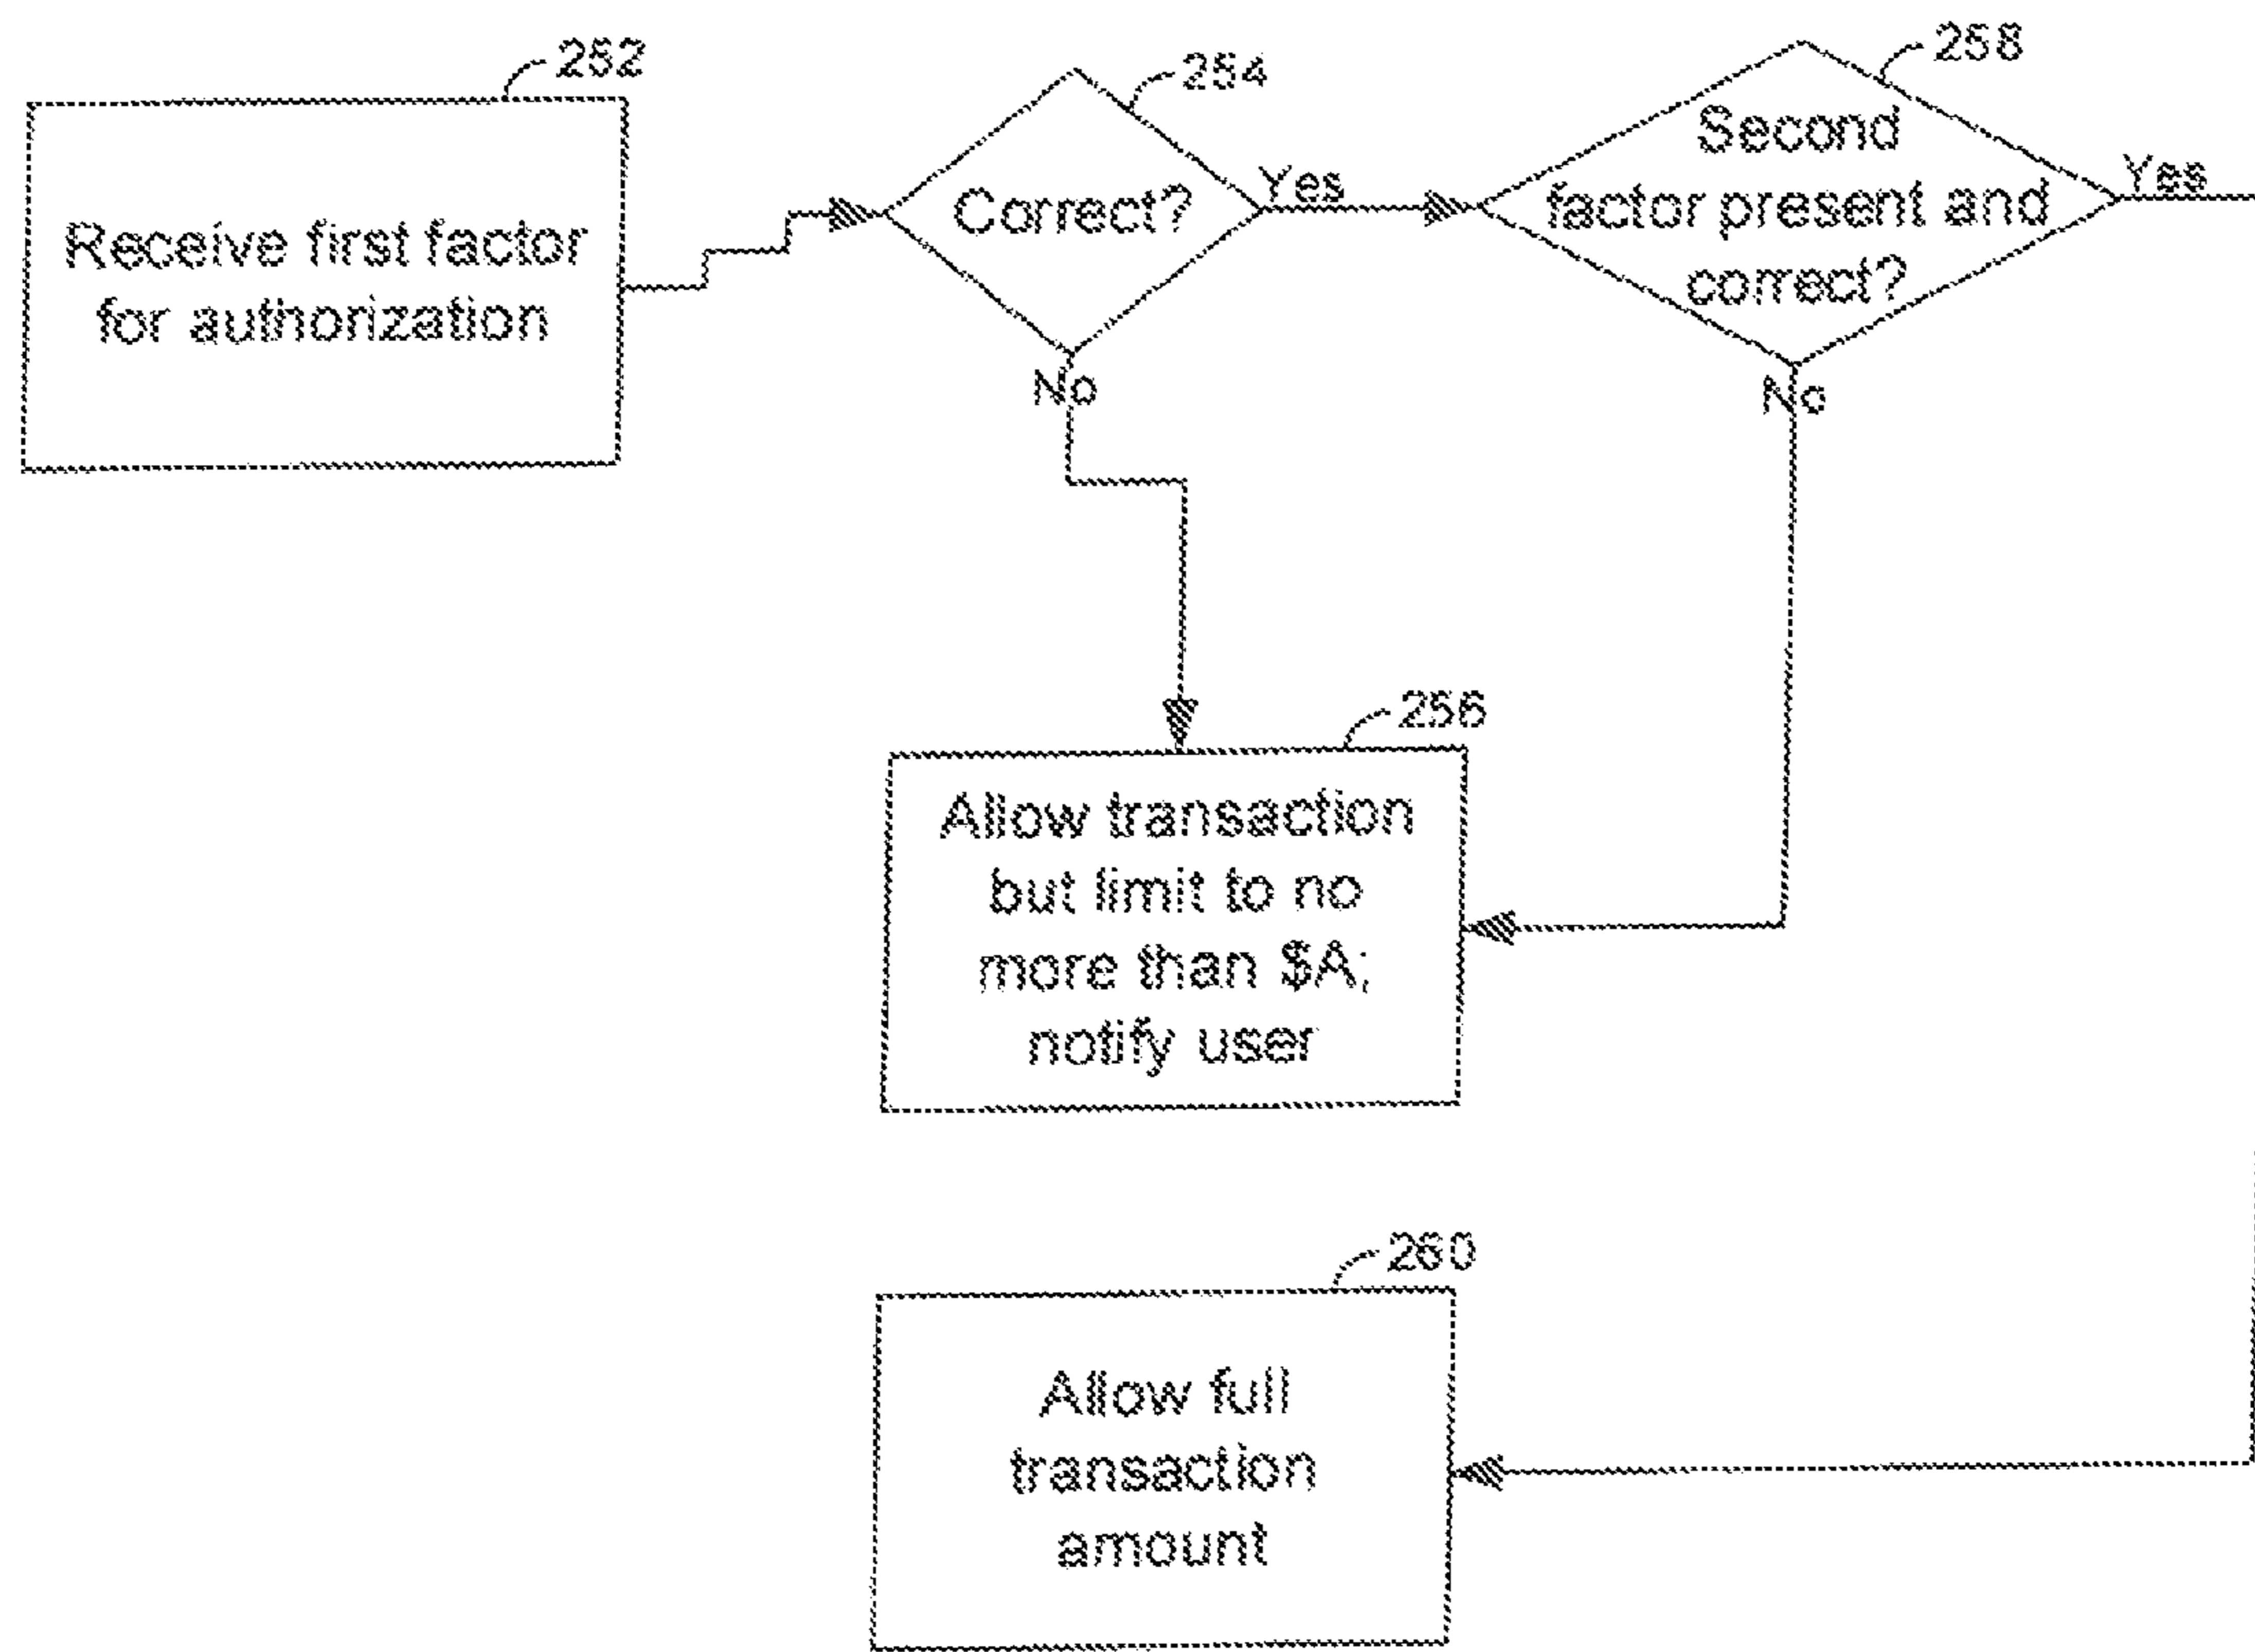 252
Receive first factor
for authorization
254
Correct?
Yes
No
258
Second
factor present and
correct?
Yes
No
256
Allow transaction
but limit to no
more than $A;
notify user
260
Allow full
transaction
amount